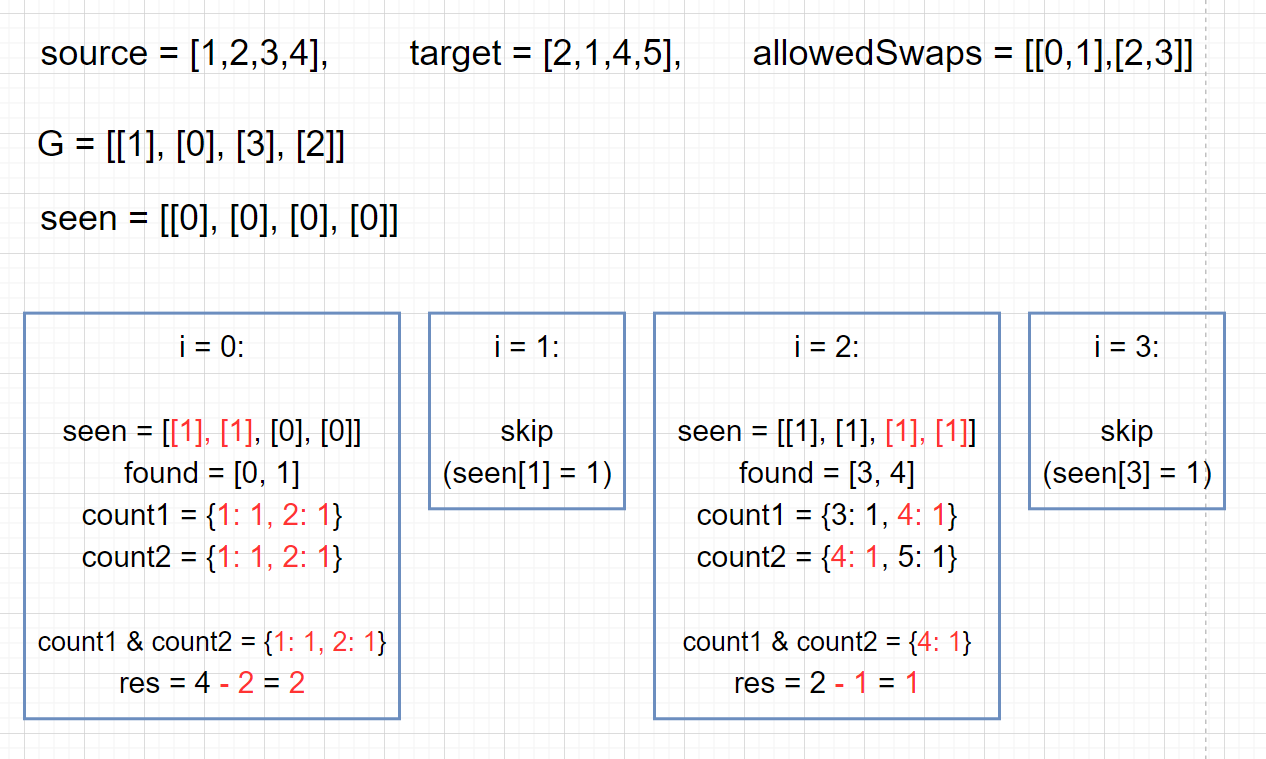 source = [1,2,3,4], target = [2,1,4,5], allowedSwaps = [[0,1],[2,3]]
G = [[1], [0], [3], [2]]
seen = [[0], [0], [0], [0]]
i = 0:
seen = [[1], [1], [0], [0]]
found = [0, 1]
count1 = {1: 1, 2: 1}
count2 = {1: 1, 2: 1}
count1 & count2 = {1: 1, 2: 1}
res = 4 - 2 = 2
i = 1:
skip
(seen[1] = 1)
i = 2:
seen = [[1], [1], [1], [1]]
found = [3, 4]
count1 = {3: 1, 4: 1}
count2 = {4: 1, 5: 1}
count1 & count2 = {4: 1}
res = 2 - 1 = 1
i = 3:
skip
(seen[3] = 1)